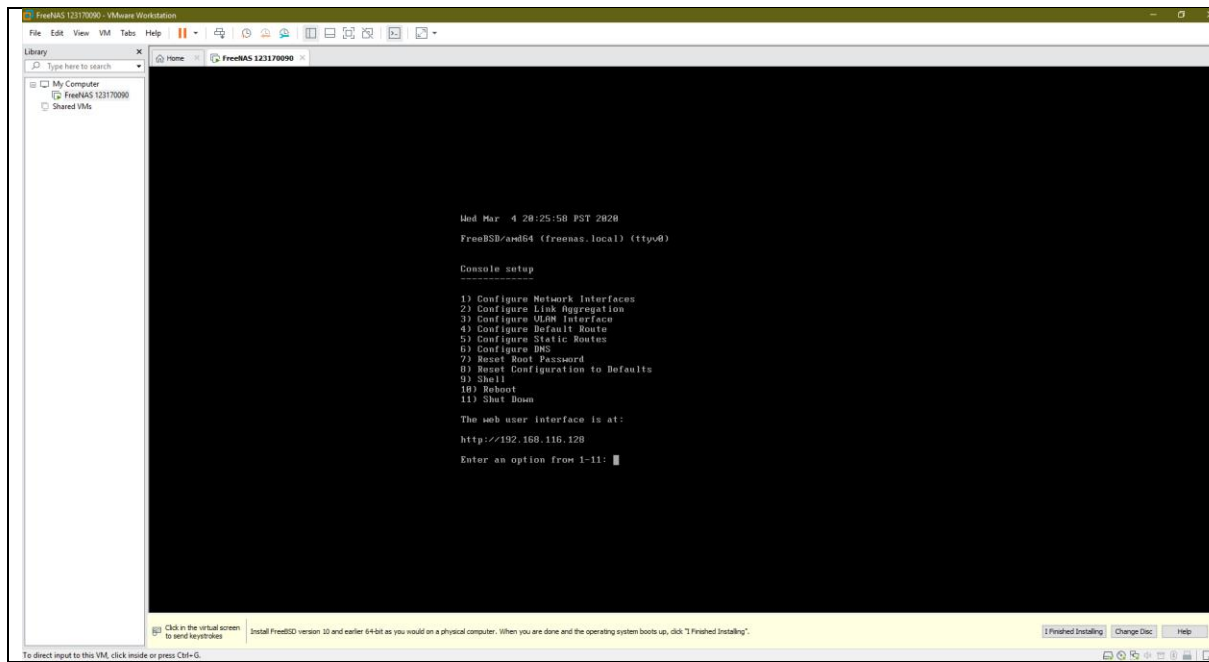 FreeNAS 123170090 - VMware Workstation
File Edit View VM Tabs Help
Library
Type here to search
Home
FreeNAS 123170090
My Computer
FreeNAS 123170090
Shared VMs
Wed Mar 4 20:25:58 PST 2020
FreeBSD/amd64 (freenas.local) (ttyv0)
Console setup
-------------
1) Configure Network Interfaces
2) Configure Link Aggregation
3) Configure VLAN Interface
4) Configure Default Route
5) Configure Static Routes
6) Configure DNS
7) Reset Root Password
8) Reset Configuration to Defaults
9) Shell
10) Reboot
11) Shut Down
The web user interface is at:
http://192.168.116.128
Enter an option from 1-11:
Click in the virtual screen
to send keystrokes
Install FreeBSD version 10 and earlier 64-bit as you would on a physical computer. When you are done and the operating system boots up, click "I Finished Installing".
I Finished Installing
Change Disc
Help
To direct input to this VM, click inside or press Ctrl+G.